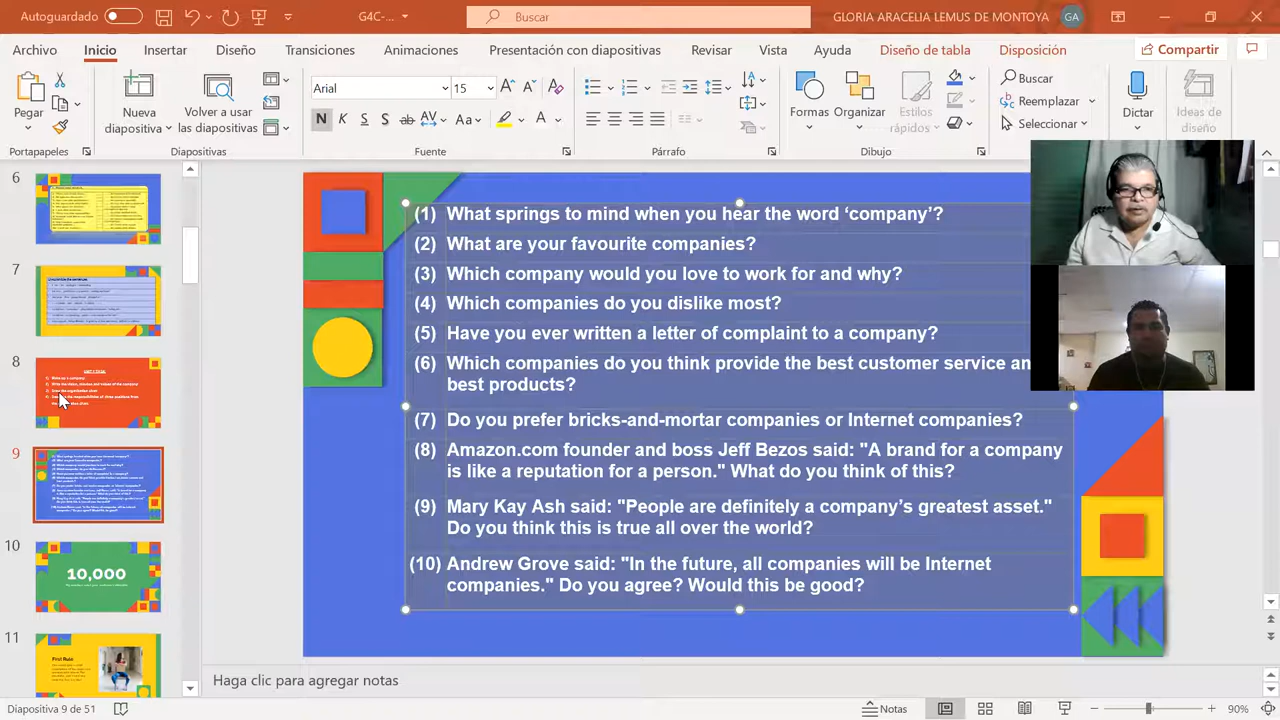 Autoguardado
G4C-...
Buscar
GLORIA ARACELIA LEMUS DE MONTOYA
GA
Archivo
Inicio
Insertar
Diseño
Transiciones
Animaciones
Presentación con diapositivas
Revisar
Vista
Ayuda
Diseño de tabla
Disposición
Compartir
Pegar
Nueva
diapositiva
Volver a usar
las diapositivas
Arial
15
N K S S ab AV Aa
A
Formas
Organizar
Estilos
rápidos
Buscar
Reemplazar
Seleccionar
Dictar
Ideas de
diseño
Portapapeles
Diapositivas
Fuente
Párrafo
Dibujo
6
7
8
9
10
10,000
11
First Rule
What springs to mind when you hear the word 'company'?
(2) What are your favourite companies?
(3) Which company would you love to work for and why?
(4) Which companies do you dislike
(5) Have you ever written a letter of complaint to a company?
(6) Which companies do you think provide the best customer service an
best products?
(7) Do you prefer bricks-and-mortar companies or Internet companies?
(8) Amazon.com founder and boss Jeff Bezos said: "A brand for a company
is like a reputation for a person." What do you think of this?
(9) Mary Kay Ash said: "People are definitely a company's greatest asset."
Do you think this is true all over the world?
(10) Andrew Grove said: "In the future, all companies will be Internet
companies." Do you agree? Would this be good?
Haga clic para agregar notas
Diapositiva 9 de 51
Notas
90%